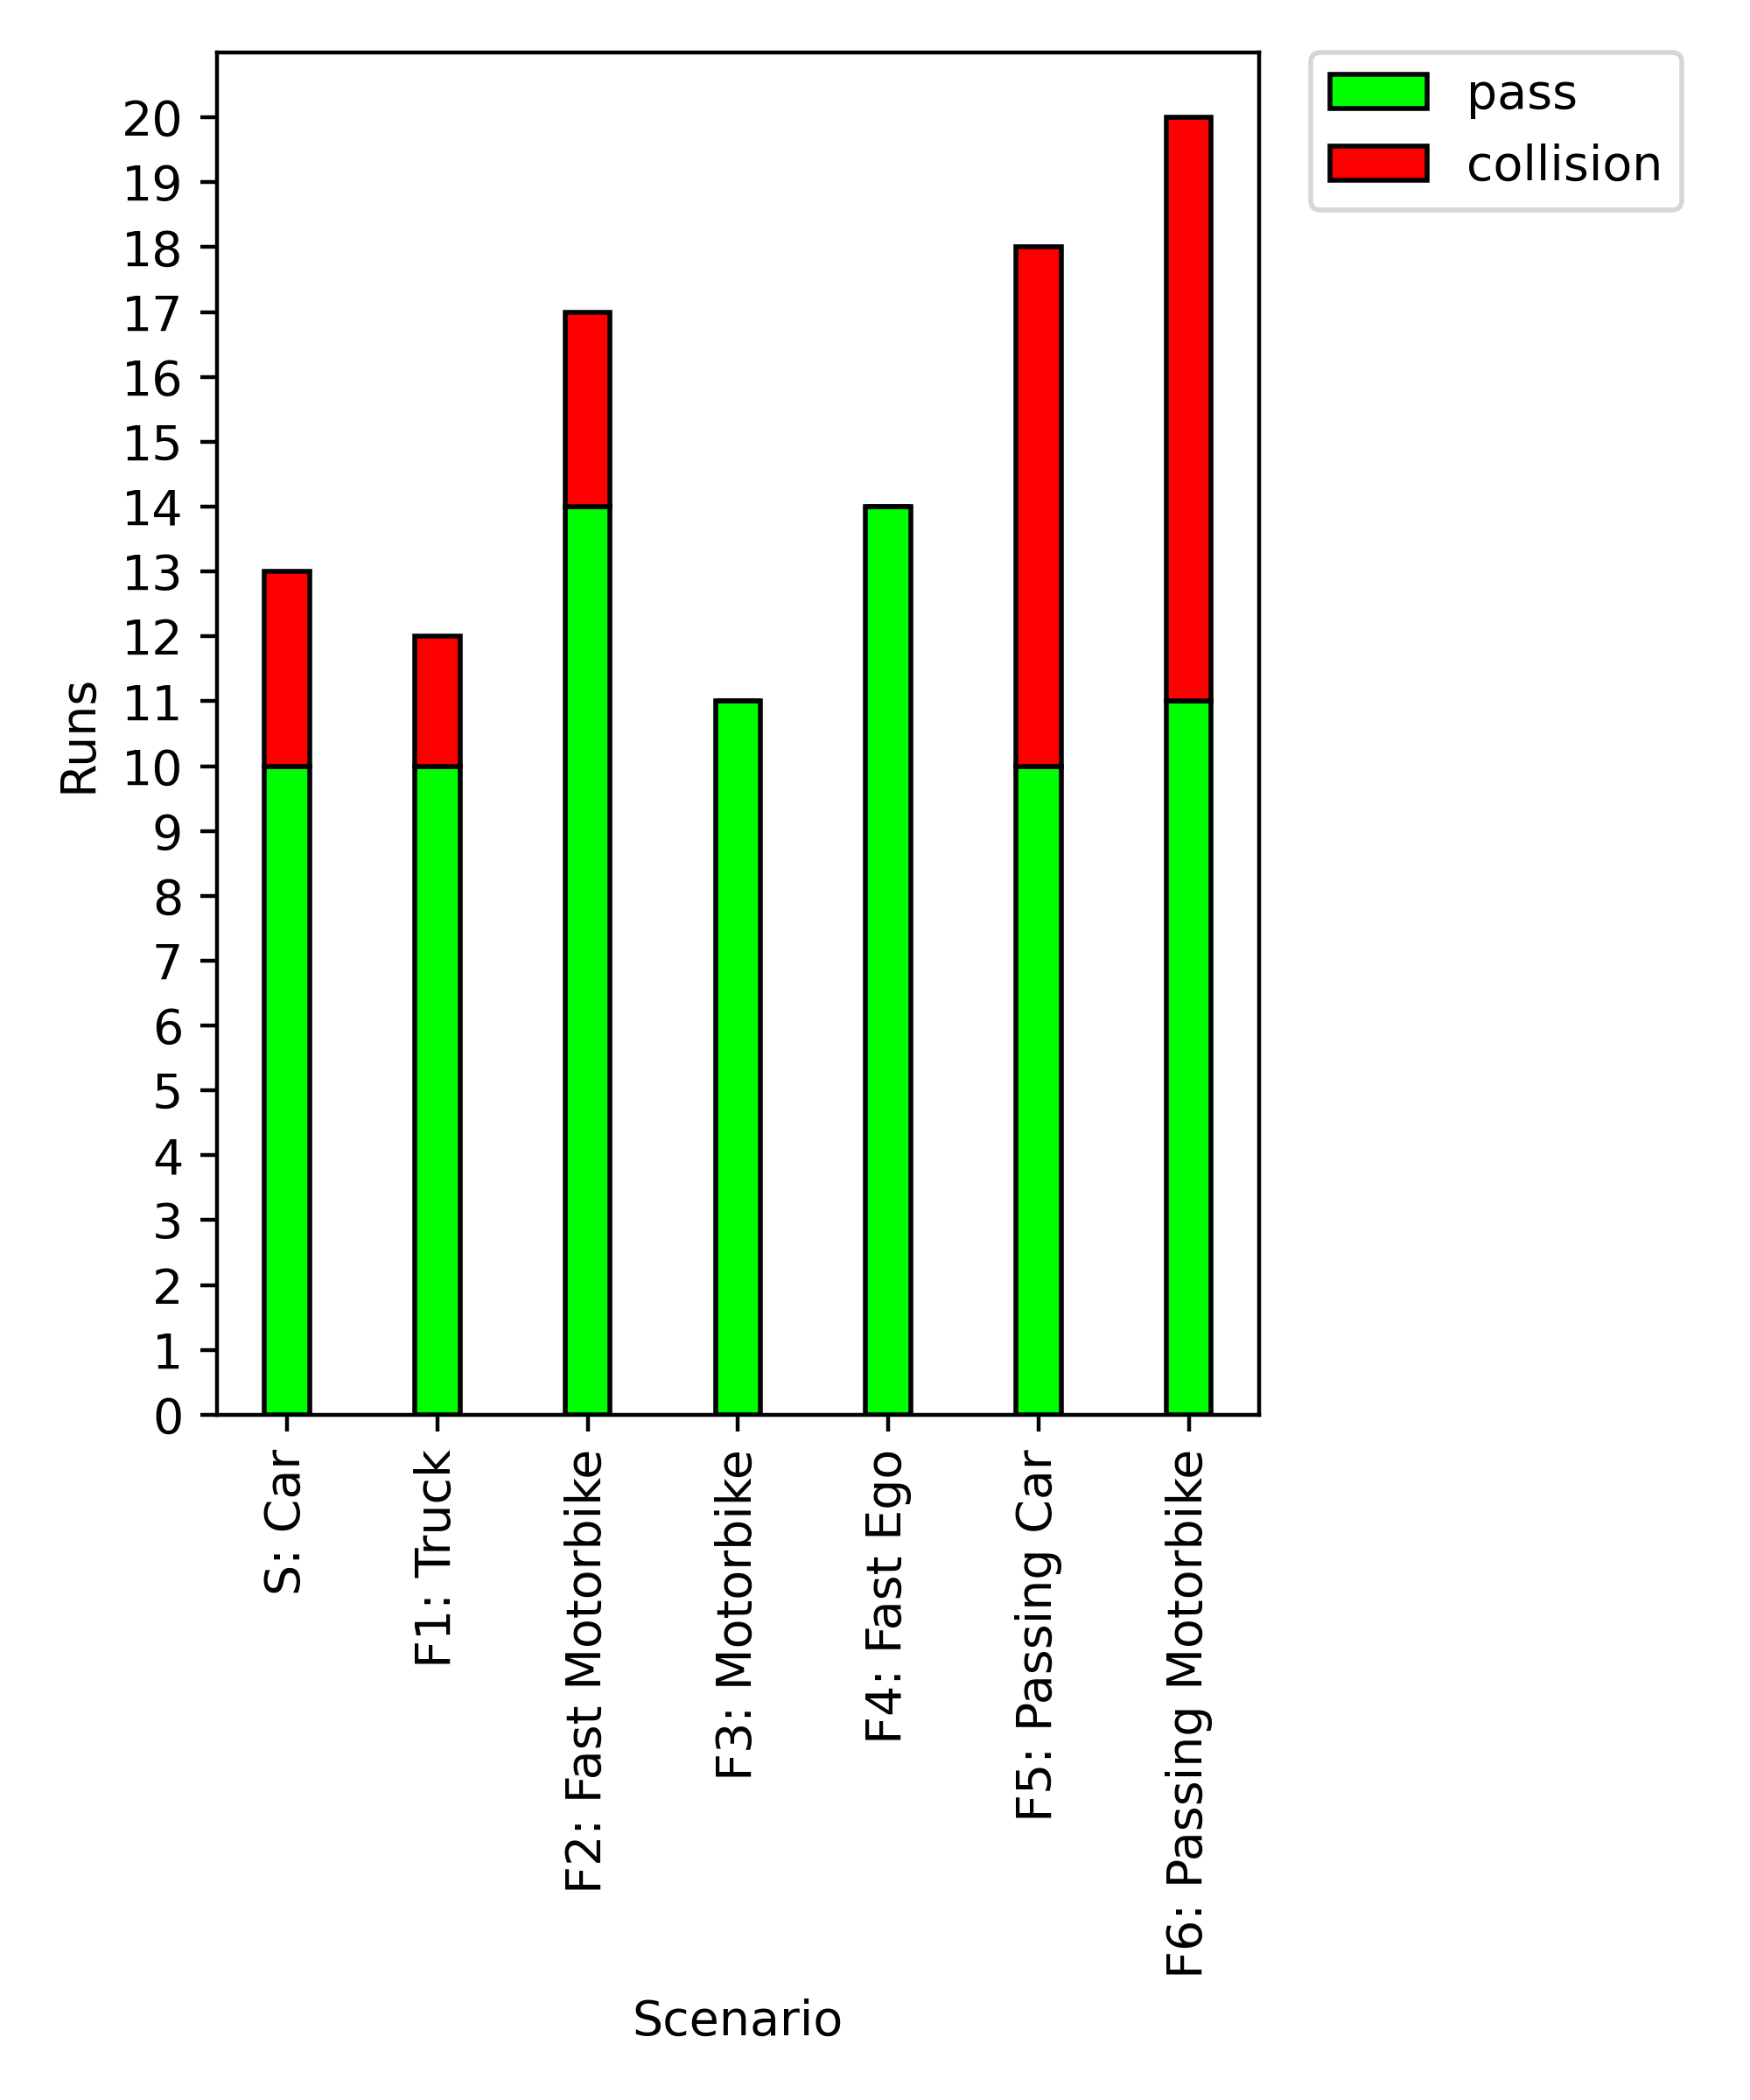 pass
collision
20
19
18
17
16
15
14
13
12
11
10
9
8
7
6
5
4
3
2
1
0
Runs
S: Car
F1: Truck
F2: Fast Motorbike
F3: Motorbike
F4: Fast Ego
F5: Passing Car
F6: Passing Motorbike
Scenario